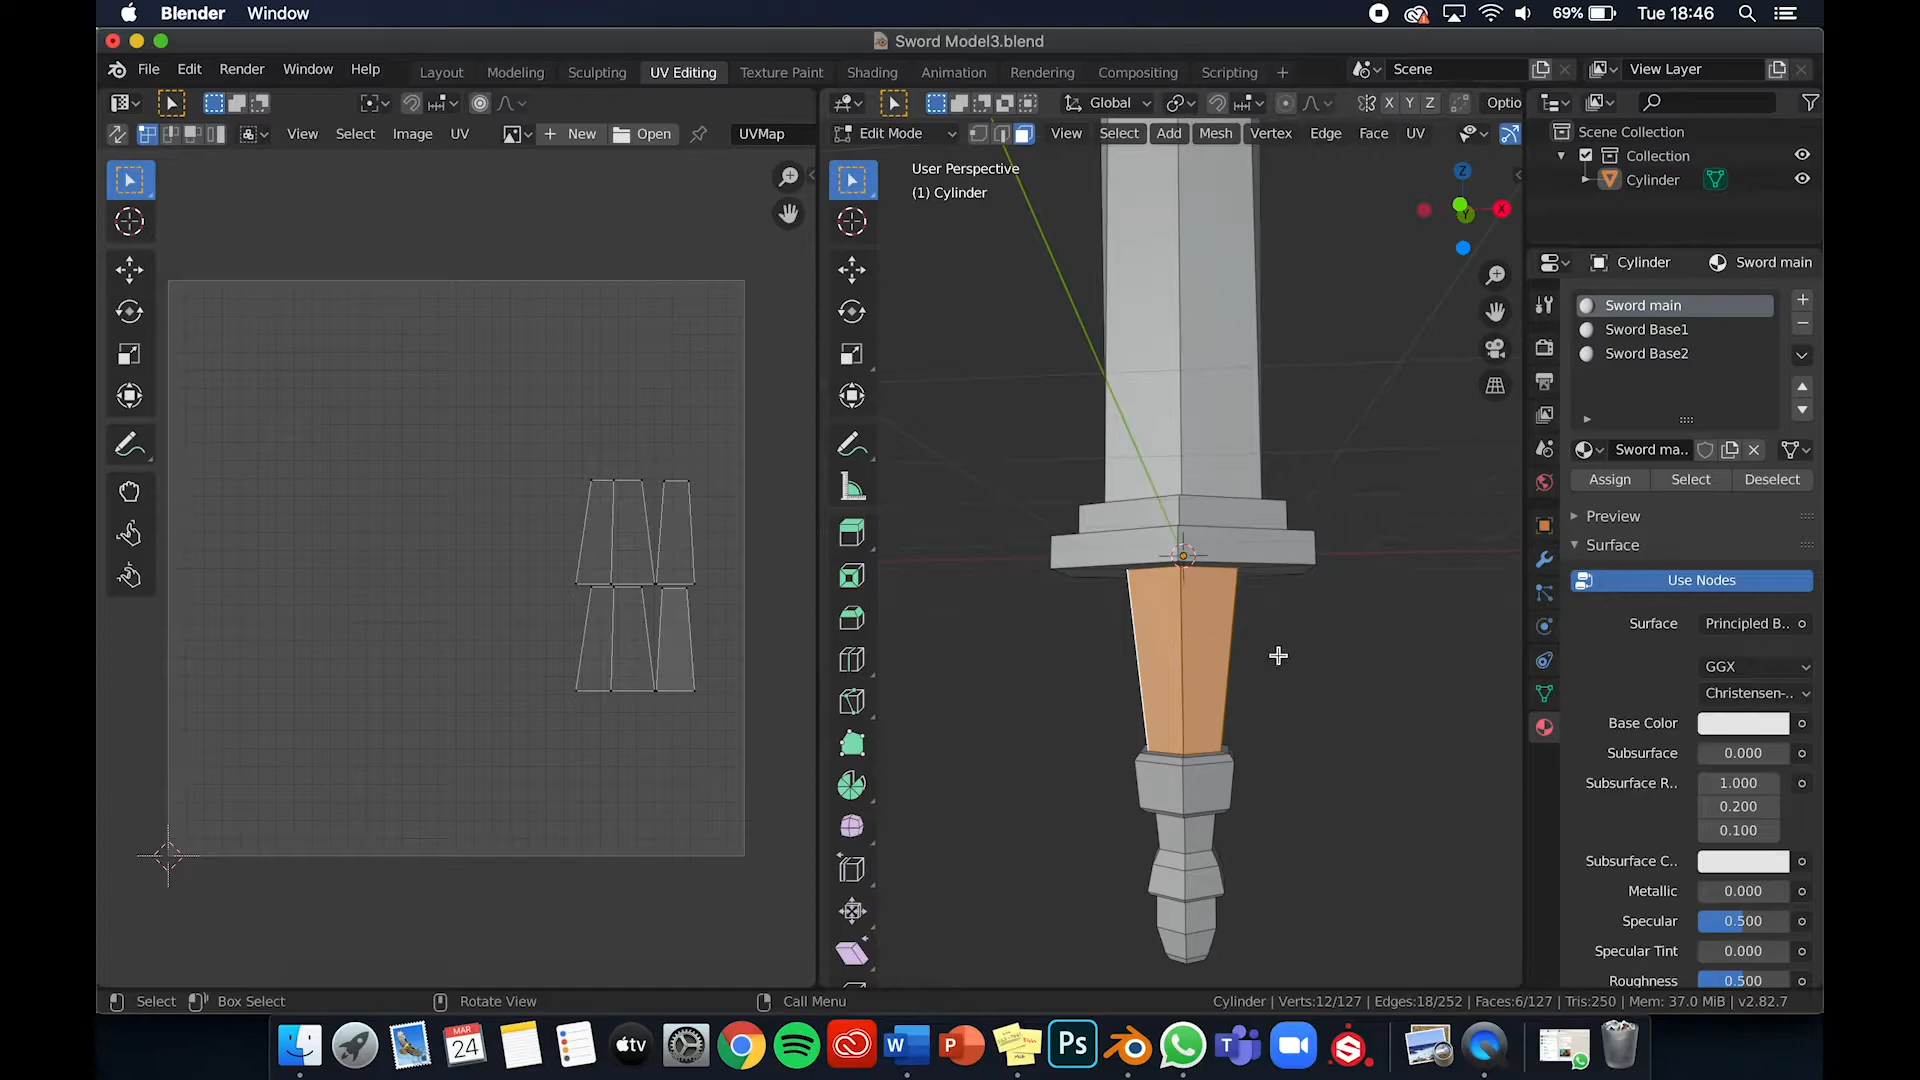 Blender Window 69% Tue 18:46
Sword Model3.blend
File Edit Render Window Help Layout Modeling Sculpting UV Editing Texture Paint Shading Animation Rendering Compositing Scripting + Scene View Layer
Global X Y Z Optio
View Select Image UV New Open UVMap Edit Mode View Select Add Mesh Vertex Edge Face UV
Scene Collection
Collection
Cylinder
User Perspective
(1) Cylinder
Z
Y
X
Cylinder Sword main
Sword main
Sword Base1
Sword Base2
Sword ma..
Assign Select Deselect
Preview
Surface
Use Nodes
Surface Principled B..
GGX
Christensen-..
Base Color
Subsurface 0.000
Subsurface R.. 1.000
0.200
0.100
Subsurface C..
Metallic 0.000
Specular 0.500
Specular Tint 0.000
Roughness 0.500
Select Box Select Rotate View Call Menu Cylinder | Verts:12/127 | Edges:18/252 | Faces:6/127 | Tris:250 | Mem: 37.0 MiB | v2.82.7
MAR
24
tv
W
P
Ps
T
S